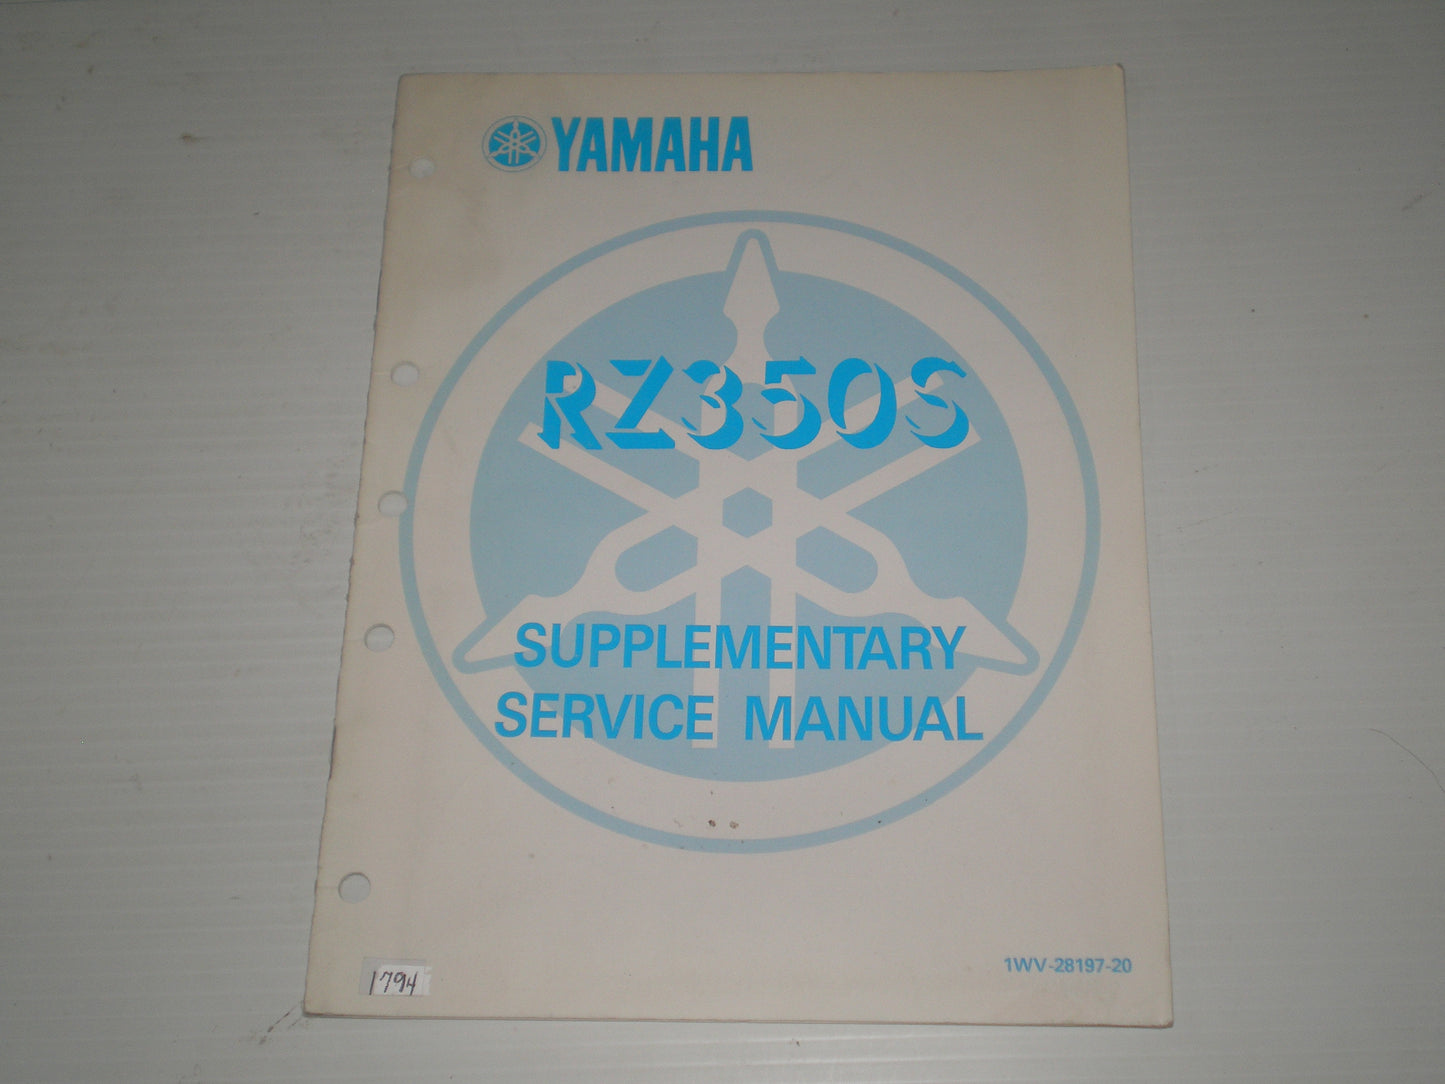 YAMAHA
RZ350S
SUPPLEMENTARY
SERVICE MANUAL
1WV-28197-20
1794